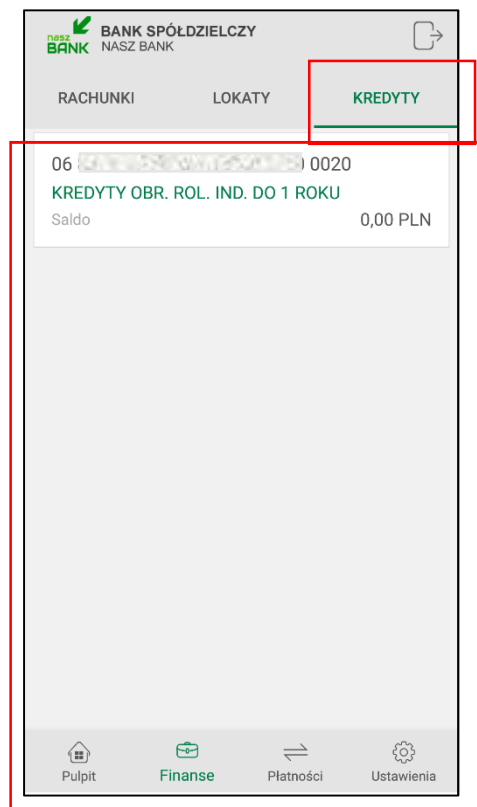 nasz BANK
BANK SPÓŁDZIELCZY
NASZ BANK
RACHUNKI LOKATY KREDYTY
06 0020
KREDYTY OBR. ROL. IND. DO 1 ROKU
Saldo 0,00 PLN
Pulpit Finanse Płatności Ustawienia